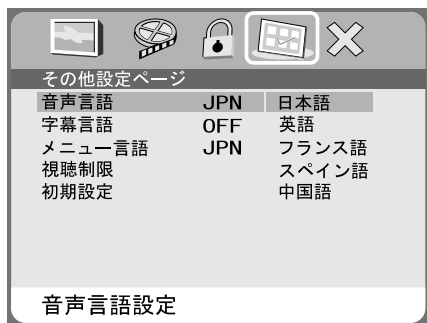 その他設定ページ
音声言語 JPN 日本語
字幕言語 OFF 英語
メニュー言語 JPN フランス語
視聴制限 スペイン語
初期設定 中国語
音声言語設定